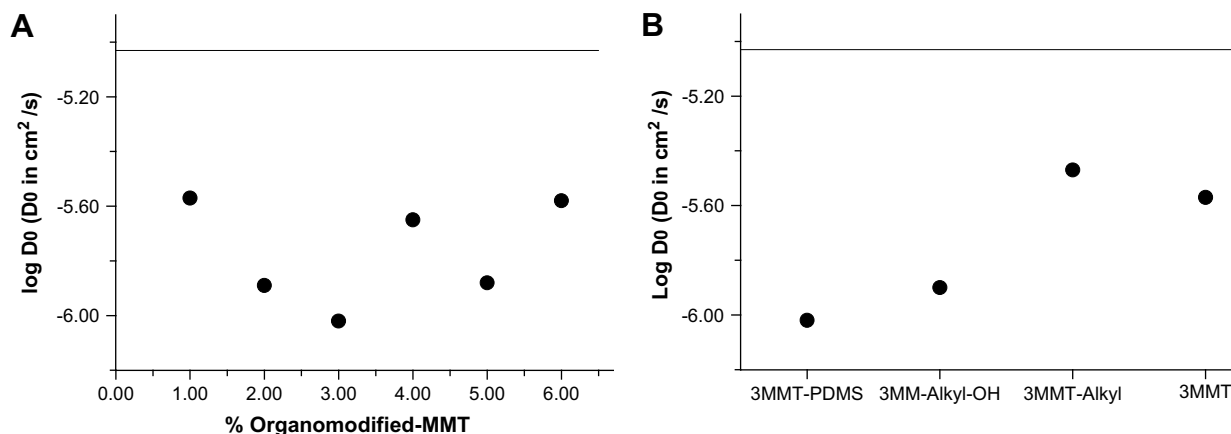 A
log D0 (D0 in cm² /s)
-5.20
-5.60
-6.00
0.00 1.00 2.00 3.00 4.00 5.00 6.00
% Organomodified-MMT
B
Log D0 (D0 in cm² /s)
-5.20
-5.60
-6.00
3MMT-PDMS 3MM-Alkyl-OH 3MMT-Alkyl 3MMT